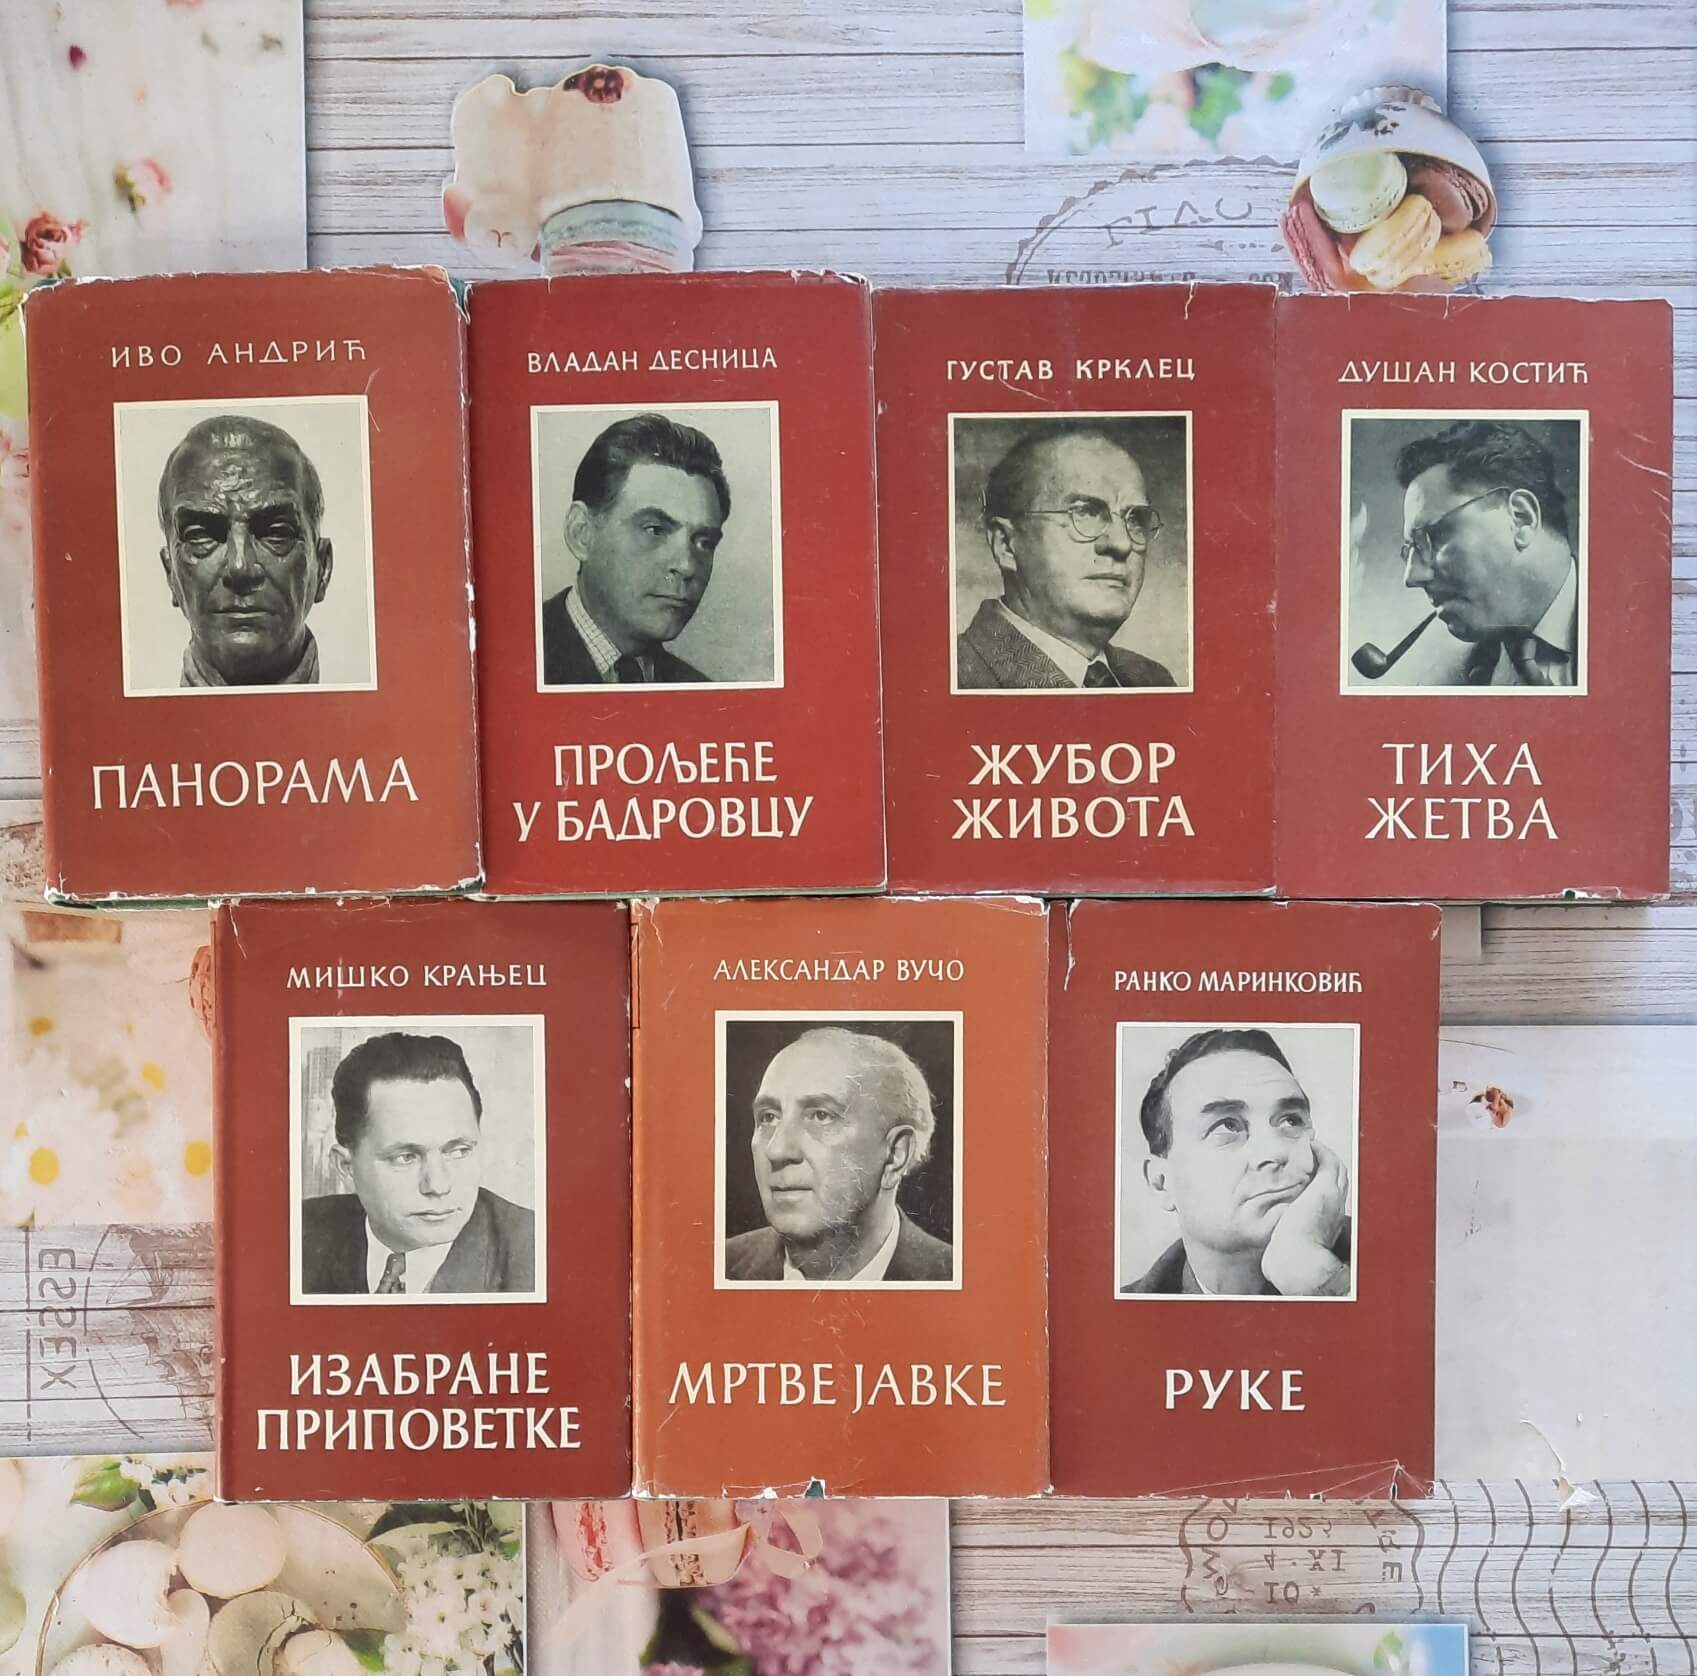 ИВО АНДРИЋ
ПАНОРАМА
ВЛАДАН ДЕСНИЦА
ПРОЉЕЋЕ
У БАДРОВЦУ
ГУСТАВ КРКЛЕЦ
ЖУБОР
ЖИВОТА
ДУШАН КОСТИЋ
ТИХА
ЖЕТВА
МИШКО КРАЊЕЦ
ИЗАБРАНЕ
ПРИПОВЕТКЕ
АЛЕКСАНДАР ВУЧО
МРТВЕ ЈАВКЕ
РАНКО МАРИНКОВИЋ
РУКЕ
ESSEX